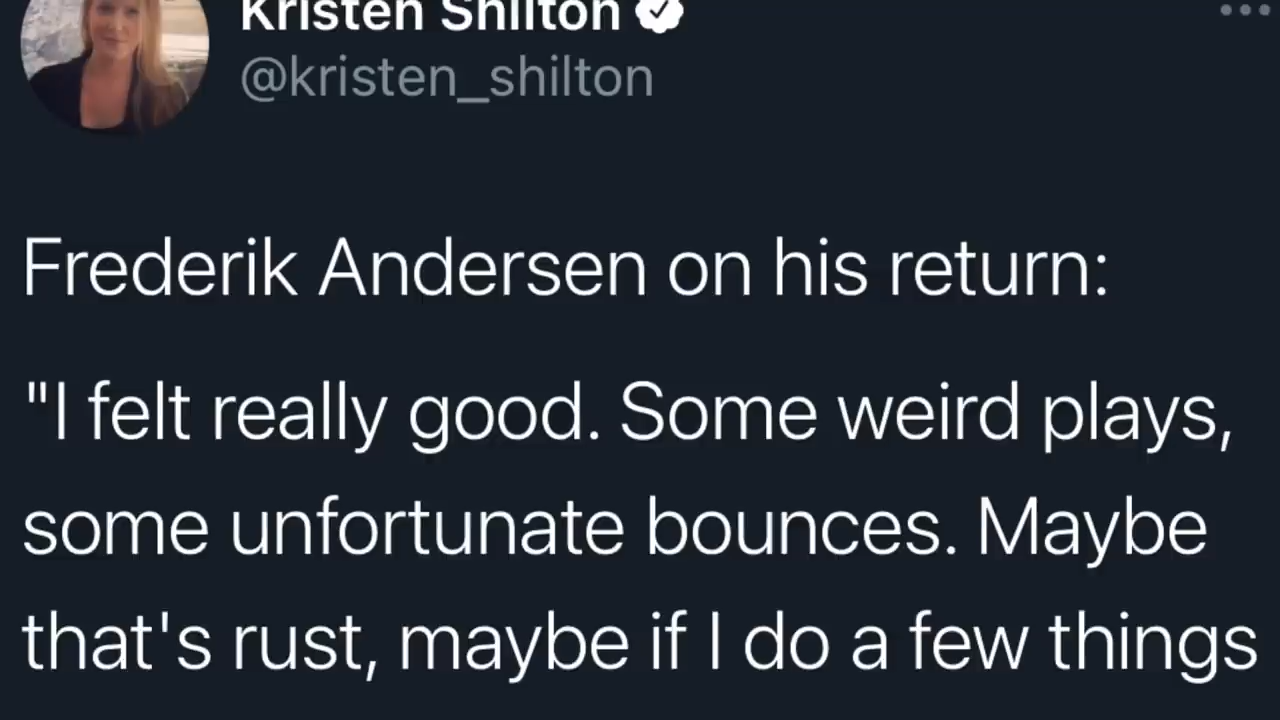 Kristen Shilton
@kristen_shilton
Frederik Andersen on his return:
"I felt really good. Some weird plays,
some unfortunate bounces. Maybe
that's rust, maybe if I do a few things